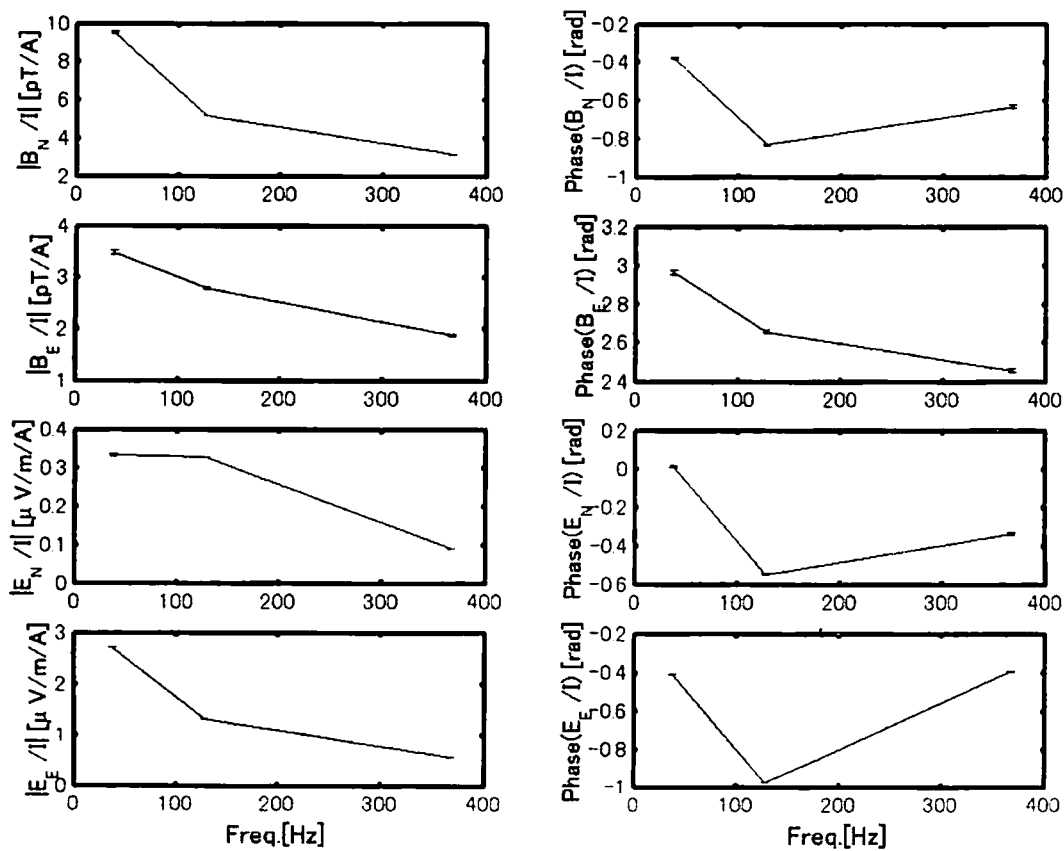 |B_N /I| [pT/A]
10
8
6
4
2
0 100 200 300 400
Phase(B_N /I) [rad]
-0.2
-0.4
-0.6
-0.8
-1
0 100 200 300 400
|B_E /I| [pT/A]
4
3
2
1
0 100 200 300 400
Phase(B_E /I) [rad]
3.2
3
2.8
2.6
2.4
0 100 200 300 400
|E_N /I| [μ V/m/A]
0.4
0.3
0.2
0.1
0
0 100 200 300 400
Phase(E_N /I) [rad]
0.2
0
-0.2
-0.4
-0.6
0 100 200 300 400
|E_E /I| [μ V/m/A]
3
2
1
0
0 100 200 300 400
Freq.[Hz]
Phase(E_E /I) [rad]
-0.2
-0.4
-0.6
-0.8
-1
0 100 200 300 400
Freq.[Hz]